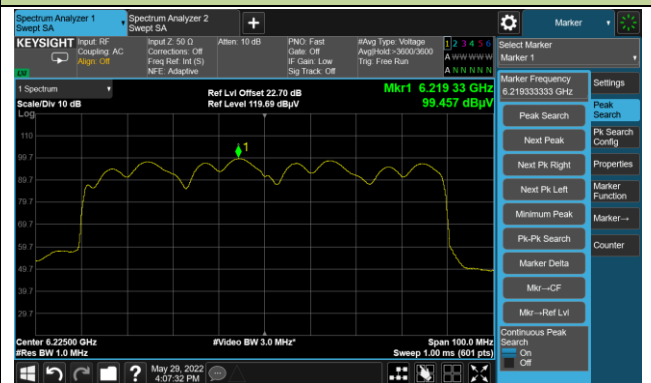 Spectrum Analyzer 1
Swept SA
Spectrum Analyzer 2
Swept SA
+
Marker
KEYSIGHT
Input: RF
Coupling: AC
Align: Off
Input Z: 50 Ω
Corrections: Off
Freq Ref: Int (S)
NFE: Adaptive
Atten: 10 dB
PNO: Fast
Gate: Off
IF Gain: Low
Sig Track: Off
#Avg Type: Voltage
Avg|Hold:>3600/3600
Trig: Free Run
1 2 3 4 5 6
A W W W W W
A N N N N N
Select Marker
Marker 1
1 Spectrum
Scale/Div 10 dB
Log
Ref Lvl Offset 22.70 dB
Ref Level 119.69 dBµV
Mkr1 6.219 33 GHz
99.457 dBµV
1
110
99.7
89.7
79.7
69.7
59.7
49.7
39.7
29.7
Center 6.22500 GHz
#Res BW 1.0 MHz
#Video BW 3.0 MHz*
Span 100.0 MHz
Sweep 1.00 ms (601 pts)
Marker Frequency
6.219333333 GHz
Peak Search
Next Peak
Next Pk Right
Next Pk Left
Minimum Peak
Pk-Pk Search
Marker Delta
Mkr→CF
Mkr→Ref Lvl
Continuous Peak
Search
On
Off
Settings
Peak
Search
Pk Search
Config
Properties
Marker
Function
Marker→
Counter
?
May 29, 2022
4:07:32 PM